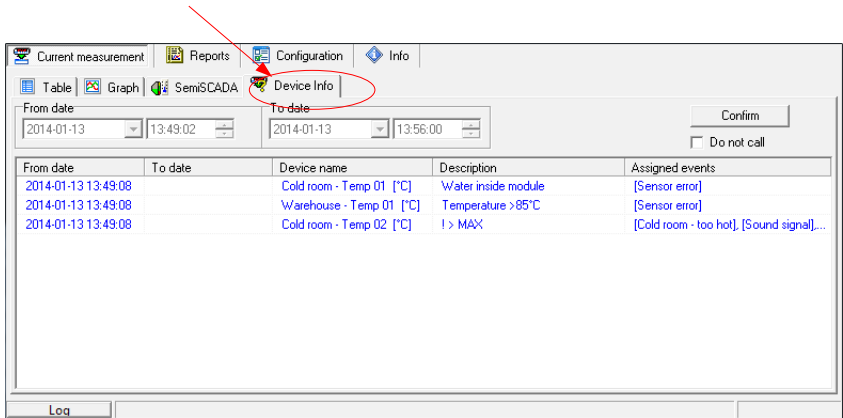 Current measurement Reports Configuration Info
Table Graph SemiSCADA Device Info
From date To date
2014-01-13 13:49:02 2014-01-13 13:56:00 Confirm
Do not call
From date To date Device name Description Assigned events
2014-01-13 13:49:08 Cold room - Temp 01 [°C] Water inside module [Sensor error]
2014-01-13 13:49:08 Warehouse - Temp 01 [°C] Temperature >85°C [Sensor error]
2014-01-13 13:49:08 Cold room - Temp 02 [°C] ! > MAX [Cold room - too hot], [Sound signal],...
Log